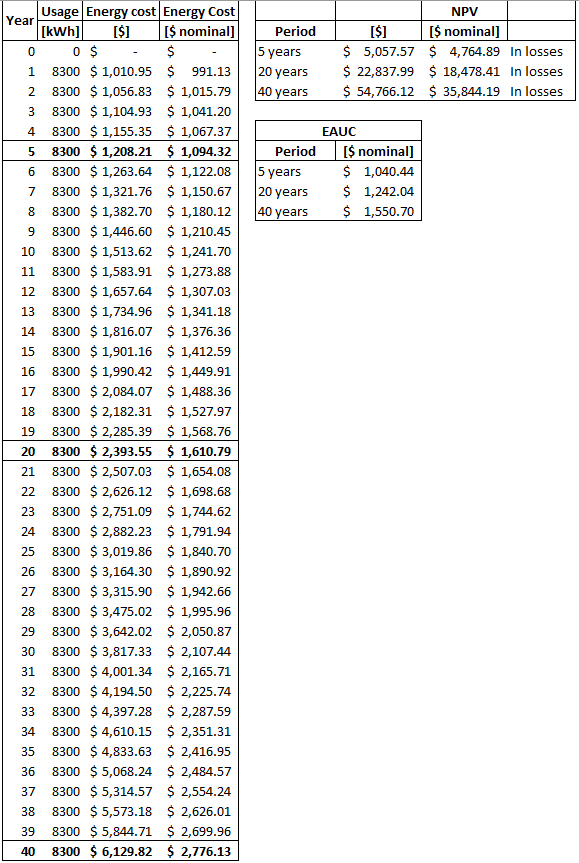 Year Usage Energy cost Energy Cost
[kWh] [$] [$ nominal]
0 0 $ - $ -
1 8300 $ 1,010.95 $ 991.13
2 8300 $ 1,056.83 $ 1,015.79
3 8300 $ 1,104.93 $ 1,041.20
4 8300 $ 1,155.35 $ 1,067.37
5 8300 $ 1,208.21 $ 1,094.32
6 8300 $ 1,263.64 $ 1,122.08
7 8300 $ 1,321.76 $ 1,150.67
8 8300 $ 1,382.70 $ 1,180.12
9 8300 $ 1,446.60 $ 1,210.45
10 8300 $ 1,513.62 $ 1,241.70
11 8300 $ 1,583.91 $ 1,273.88
12 8300 $ 1,657.64 $ 1,307.03
13 8300 $ 1,734.96 $ 1,341.18
14 8300 $ 1,816.07 $ 1,376.36
15 8300 $ 1,901.16 $ 1,412.59
16 8300 $ 1,990.42 $ 1,449.91
17 8300 $ 2,084.07 $ 1,488.36
18 8300 $ 2,182.31 $ 1,527.97
19 8300 $ 2,285.39 $ 1,568.76
20 8300 $ 2,393.55 $ 1,610.79
21 8300 $ 2,507.03 $ 1,654.08
22 8300 $ 2,626.12 $ 1,698.68
23 8300 $ 2,751.09 $ 1,744.62
24 8300 $ 2,882.23 $ 1,791.94
25 8300 $ 3,019.86 $ 1,840.70
26 8300 $ 3,164.30 $ 1,890.92
27 8300 $ 3,315.90 $ 1,942.66
28 8300 $ 3,475.02 $ 1,995.96
29 8300 $ 3,642.02 $ 2,050.87
30 8300 $ 3,817.33 $ 2,107.44
31 8300 $ 4,001.34 $ 2,165.71
32 8300 $ 4,194.50 $ 2,225.74
33 8300 $ 4,397.28 $ 2,287.59
34 8300 $ 4,610.15 $ 2,351.31
35 8300 $ 4,833.63 $ 2,416.95
36 8300 $ 5,068.24 $ 2,484.57
37 8300 $ 5,314.57 $ 2,554.24
38 8300 $ 5,573.18 $ 2,626.01
39 8300 $ 5,844.71 $ 2,699.96
40 8300 $ 6,129.82 $ 2,776.13
NPV
Period [$] [$ nominal]
5 years $ 5,057.57 $ 4,764.89 In losses
20 years $ 22,837.99 $ 18,478.41 In losses
40 years $ 54,766.12 $ 35,844.19 In losses
EAUC
Period [$ nominal]
5 years $ 1,040.44
20 years $ 1,242.04
40 years $ 1,550.70